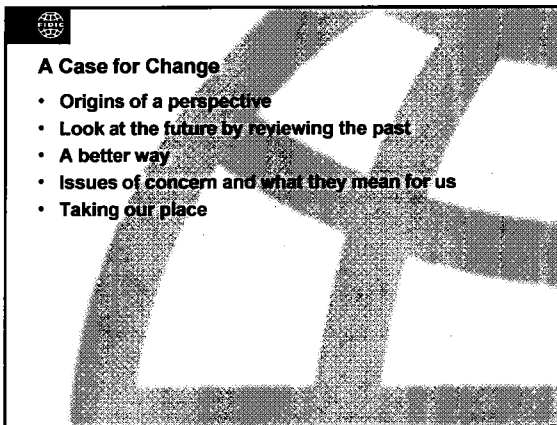 FIDIC
A Case for Change
• Origins of a perspective
• Look at the future by reviewing the past
• A better way
• Issues of concern and what they mean for us
• Taking our place